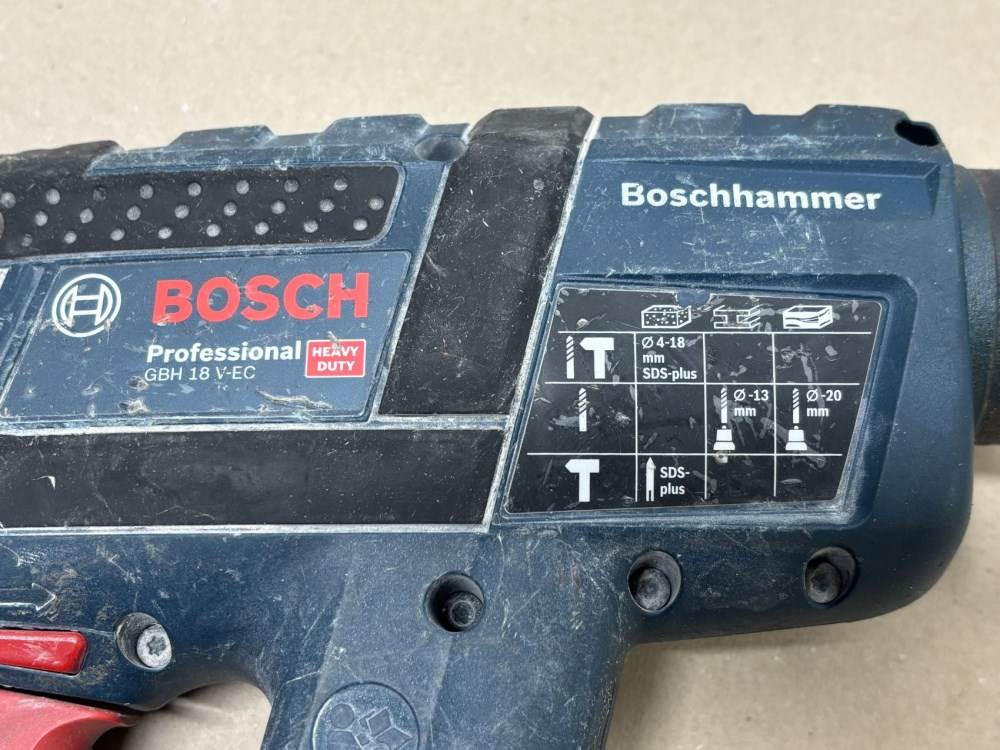 Boschhammer
BOSCH
Professional
HEAVY
DUTY
GBH 18 V-EC
Ø 4-18
mm
SDS-plus
Ø -13
mm
Ø -20
mm
SDS-
plus